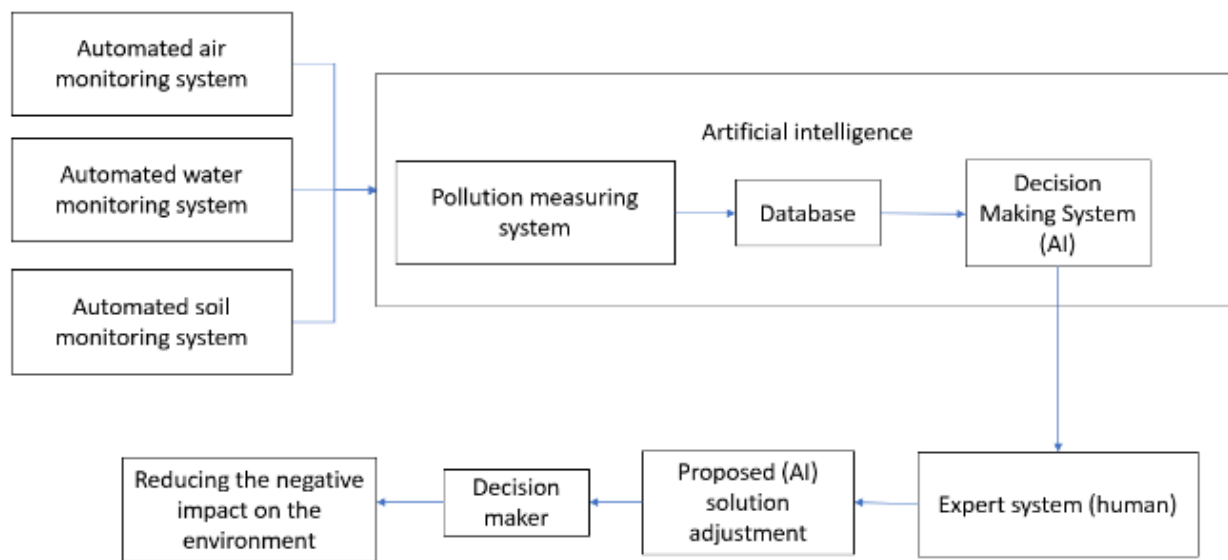 Automated air
monitoring system
Automated water
monitoring system
Automated soil
monitoring system
Artificial intelligence
Pollution measuring
system
Database
Decision
Making System
(AI)
Reducing the negative
impact on the
environment
Decision
maker
Proposed (AI)
solution
adjustment
Expert system (human)